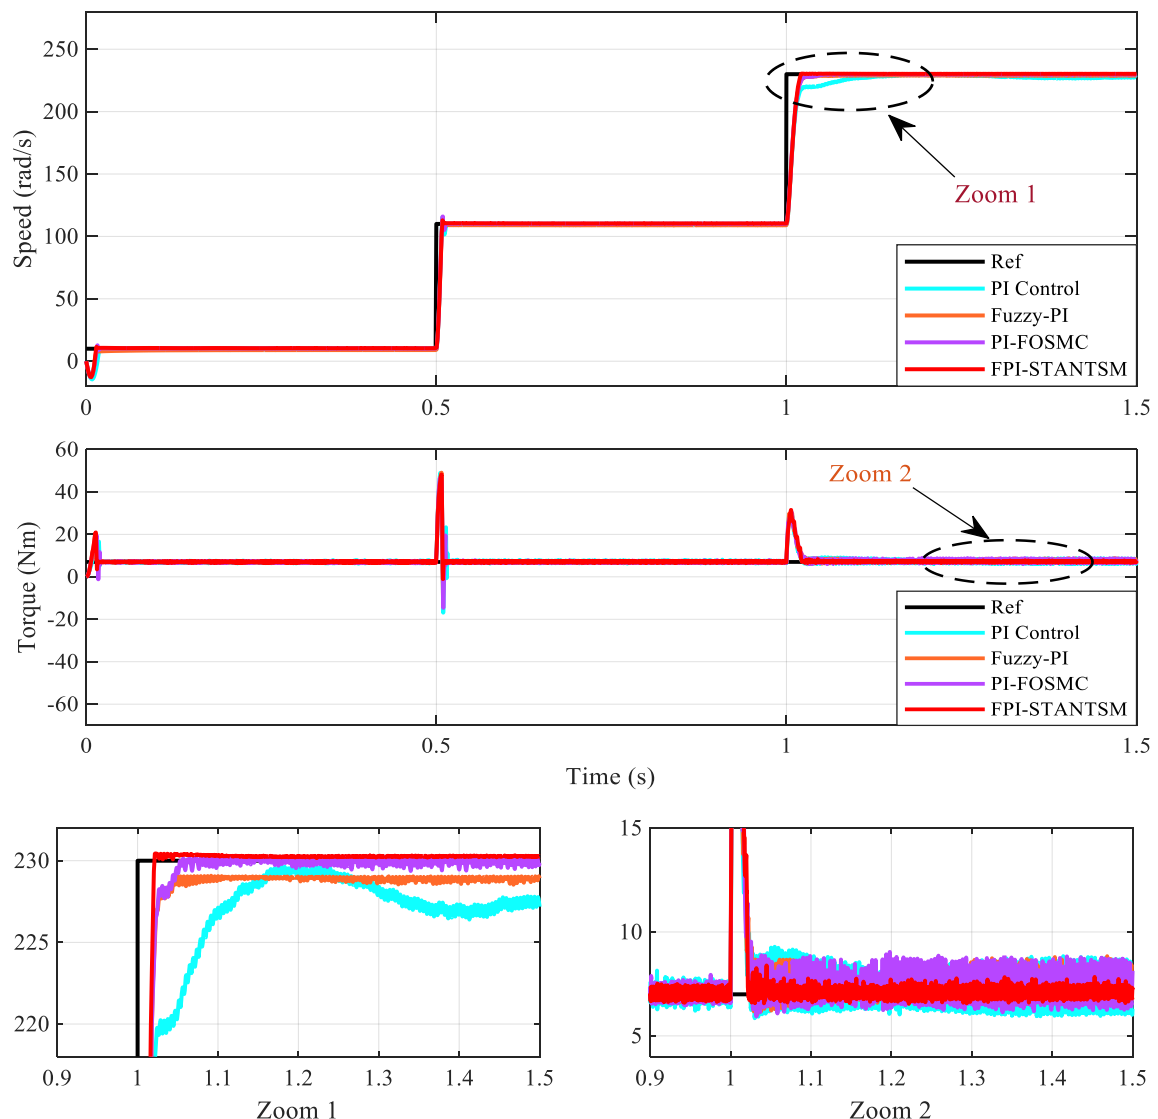 250
200
150
100
50
0
Speed (rad/s)
Zoom 1
Ref
PI Control
Fuzzy-PI
PI-FOSMC
FPI-STANTSM
0 0.5 1 1.5
60
40
20
0
-20
-40
-60
Torque (Nm)
Zoom 2
Ref
PI Control
Fuzzy-PI
PI-FOSMC
FPI-STANTSM
0 0.5 1 1.5
Time (s)
230
225
220
0.9 1 1.1 1.2 1.3 1.4 1.5
Zoom 1
15
10
5
0.9 1 1.1 1.2 1.3 1.4 1.5
Zoom 2